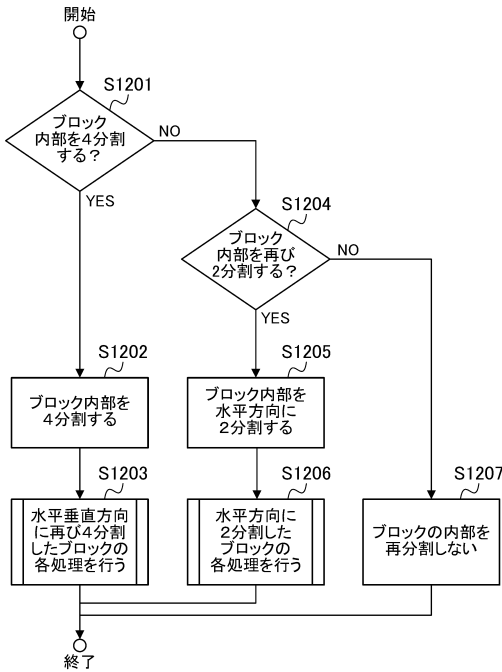 開始
S1201
ブロック
内部を4分割
する?
NO
YES
S1204
ブロック
内部を再び
2分割する?
NO
YES
S1202
ブロック内部を
4分割する
S1205
ブロック内部を
水平方向に
2分割する
S1203
水平垂直方向
に再び4分割
したブロックの
各処理を行う
S1206
水平方向に
2分割した
ブロックの
各処理を行う
S1207
ブロックの内部を
再分割しない
終了